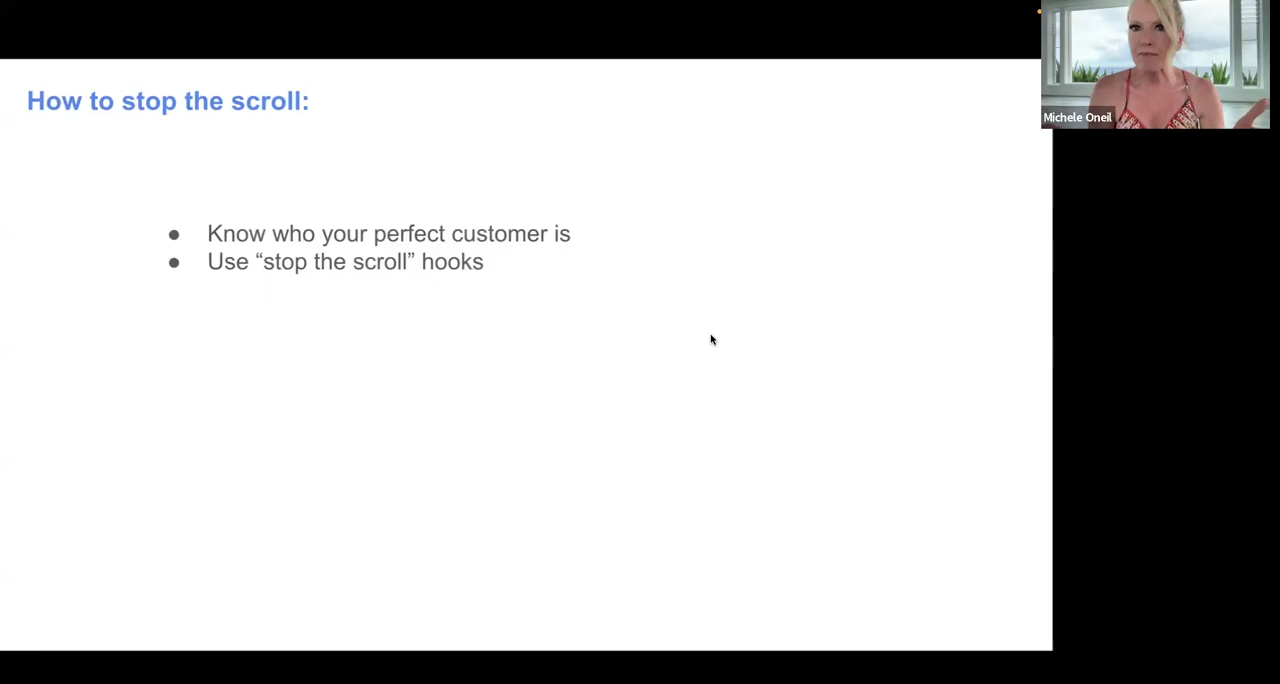 How to stop the scroll:
Michele Oneil
● Know who your perfect customer is
● Use “stop the scroll” hooks